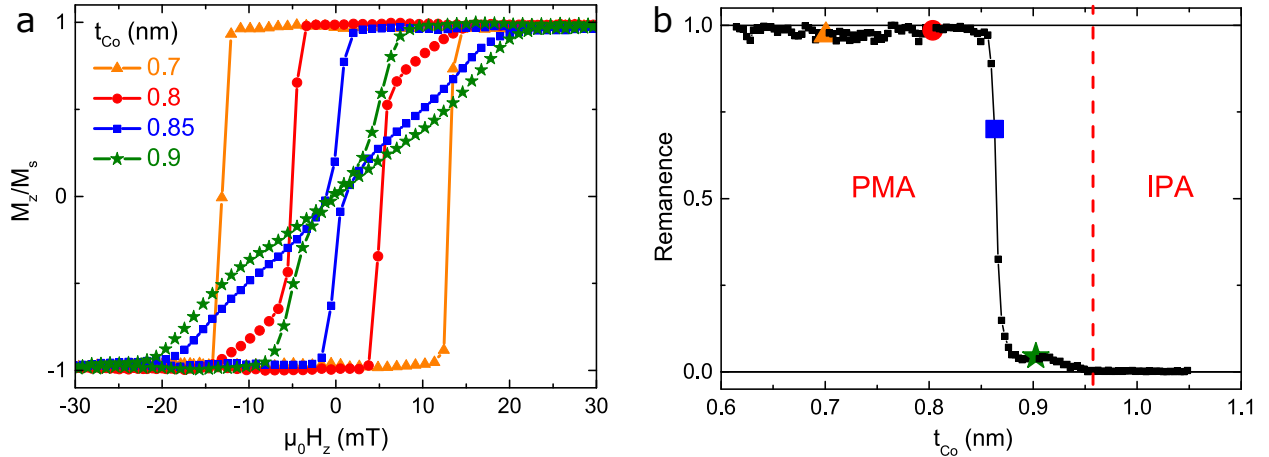 a
t_Co (nm)
0.7
0.8
0.85
0.9
1
0
-1
M_z/M_s
-30 -20 -10 0 10 20 30
μ_0H_z (mT)
b
1.0
0.5
0.0
Remanence
PMA
IPA
0.6 0.7 0.8 0.9 1.0 1.1
t_Co (nm)